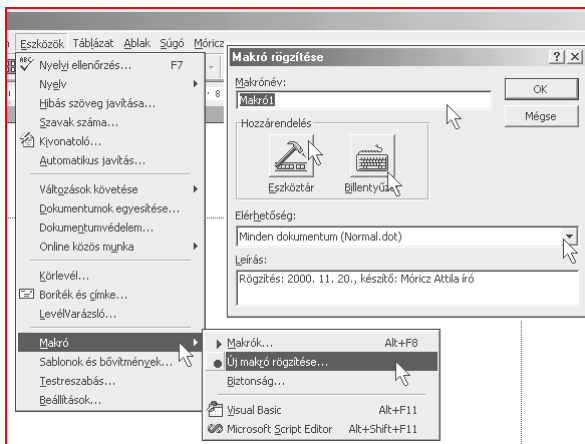 Eszközök Táblázat Ablak Súgó Móricz
Nyelvi ellenőrzés... F7
Nyelv
Hibás szöveg javítása...
Szavak száma...
Kivonatoló...
Automatikus javítás...
Változások követése
Dokumentumok egyesítése...
Dokumentumvédelem...
Online közös munka
Körlevél...
Boríték és címke...
LevélVarázsló...
Makró
Sablonok és bővítmények...
Testreszabás...
Beállítások...
Makrók... Alt+F8
Új makró rögzítése...
Biztonság...
Visual Basic Alt+F11
Microsoft Script Editor Alt+Shift+F11
8
Makró rögzítése
Makrónév:
Makró1
OK
Mégse
Hozzárendelés
Eszköztár
Billentyűzet
Elérhetőség:
Minden dokumentum (Normal.dot)
Leírás:
Rögzítés: 2000. 11. 20., készítő: Móricz Attila író